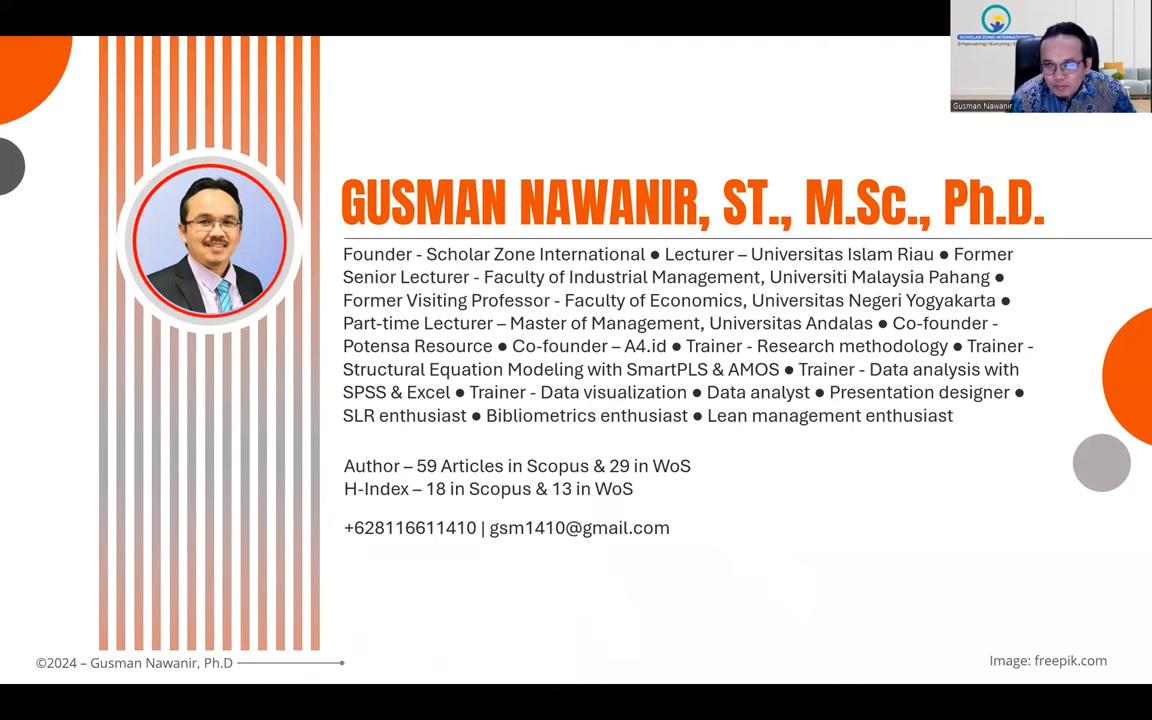 SCHOLAR ZONE INTERNATIONAL
Gusman Nawanir
GUSMAN NAWANIR, ST., M.Sc., Ph.D.
Founder - Scholar Zone International ● Lecturer – Universitas Islam Riau ● Former
Senior Lecturer - Faculty of Industrial Management, Universiti Malaysia Pahang ●
Former Visiting Professor - Faculty of Economics, Universitas Negeri Yogyakarta ●
Part-time Lecturer – Master of Management, Universitas Andalas ● Co-founder -
Potensa Resource ● Co-founder – A4.id ● Trainer - Research methodology ● Trainer -
Structural Equation Modeling with SmartPLS & AMOS ● Trainer - Data analysis with
SPSS & Excel ● Trainer - Data visualization ● Data analyst ● Presentation designer ●
SLR enthusiast ● Bibliometrics enthusiast ● Lean management enthusiast
Author – 59 Articles in Scopus & 29 in WoS
H-Index – 18 in Scopus & 13 in WoS
+628116611410 | gsm1410@gmail.com
©2024 – Gusman Nawanir, Ph.D
Image: freepik.com